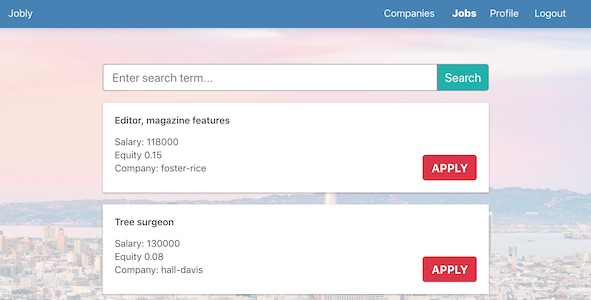 Jobly
Companies Jobs Profile Logout
Enter search term...
Search
Editor, magazine features
Salary: 118000
Equity 0.15
Company: foster-rice
APPLY
Tree surgeon
Salary: 130000
Equity 0.08
Company: hall-davis
APPLY